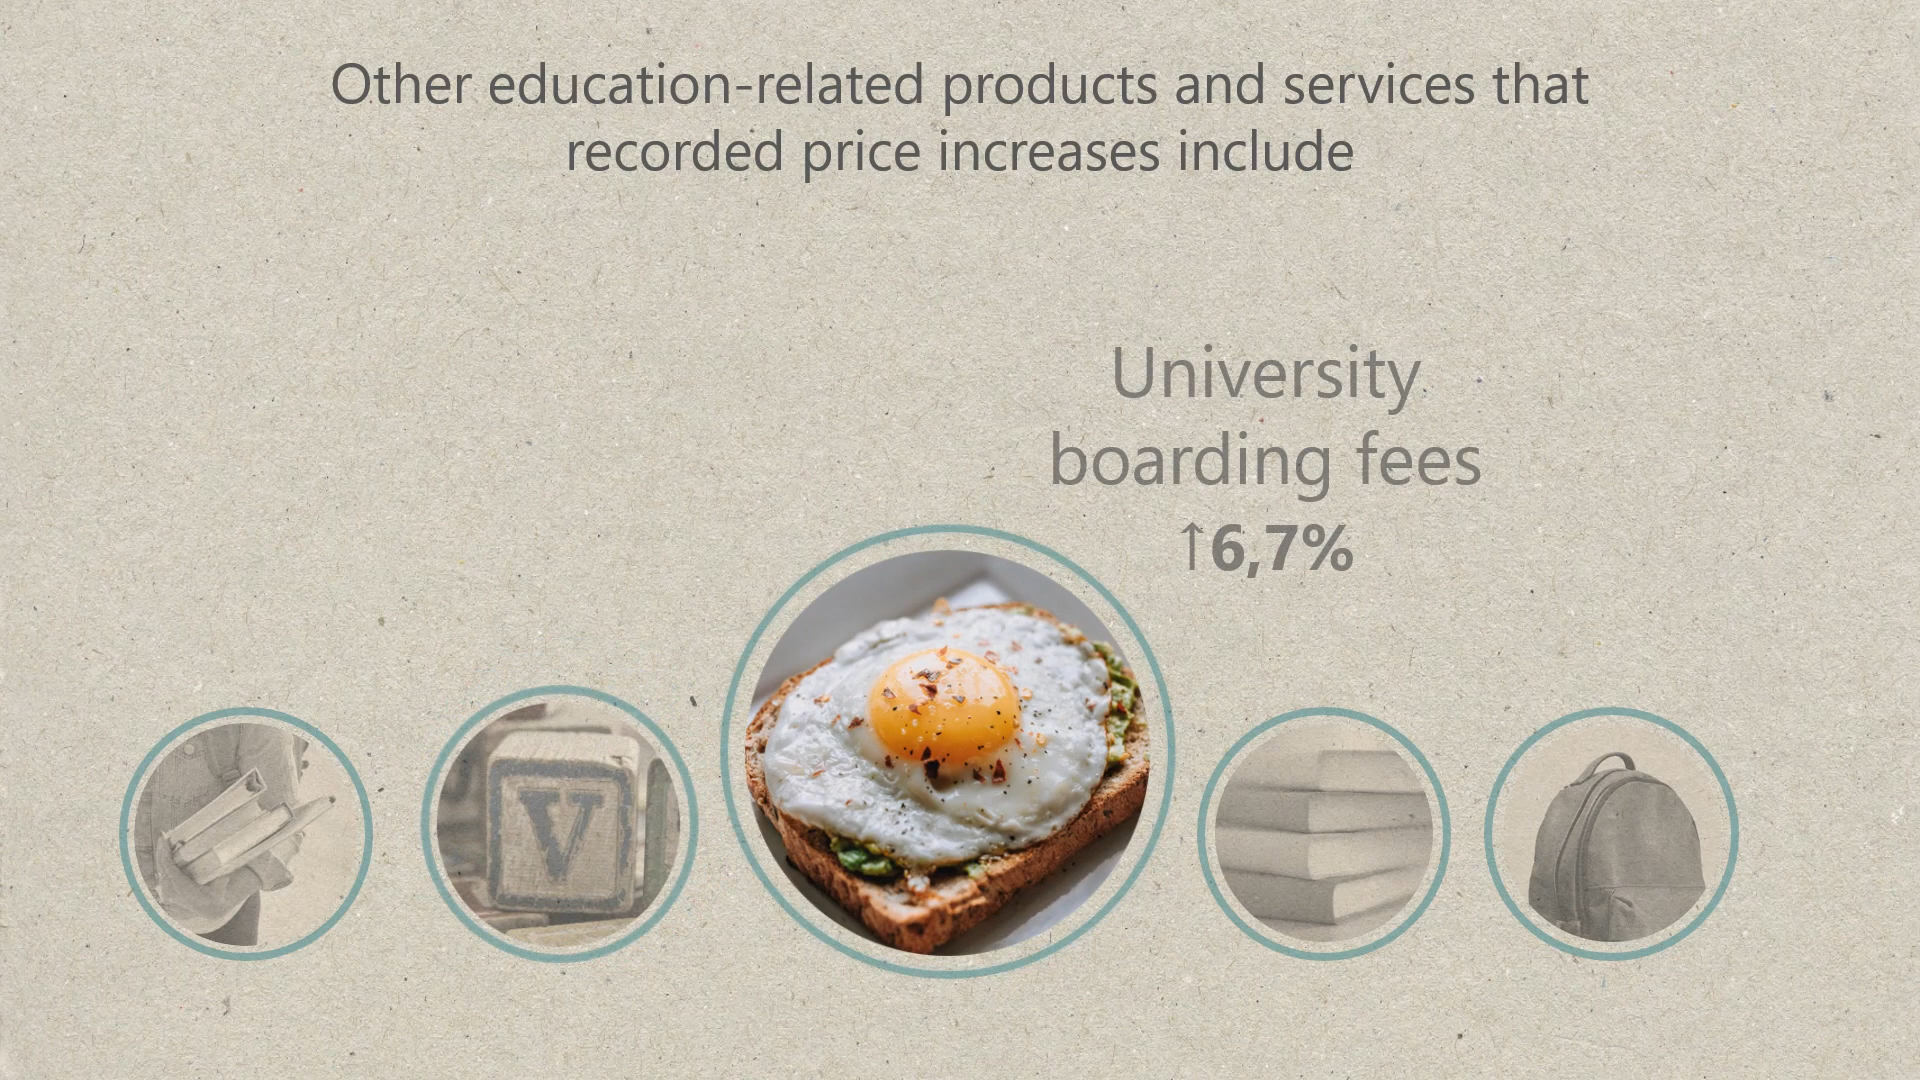 Other education-related products and services that
recorded price increases include
University
boarding fees
↑6,7%
V